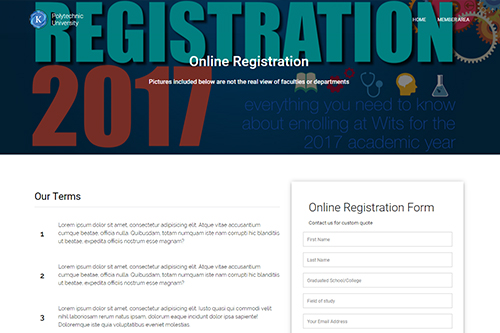 Polytechnic
University
HOME MEMBERAREA
REGISTRATION
Online Registration
Pictures included below are not the real view of faculties or departments
2017
everything you need to know
about enrolling at Wits for the
2017 academic year
Our Terms
1
Lorem ipsum dolor sit amet, consectetur adipisicing elit. Atque vitae accusantium
cumque beatae, officia nulla. Quibusdam, totam numquam iste nam corrupti hic blanditiis
ut beatae, expedita officiis nostrum esse magnam?
2
Lorem ipsum dolor sit amet, consectetur adipisicing elit. Atque vitae accusantium
cumque beatae, officia nulla. Quibusdam, totam numquam iste nam corrupti hic blanditiis
ut beatae, expedita officiis nostrum esse magnam?
3
Lorem ipsum dolor sit amet, consectetur adipisicing elit. Iusto quasi qui commodi
nihil laboriosam rerum natus ipsam, dolorum eaque incidunt dolor ipsa sapiente!
Doloremque iste quas cum quibusdam voluptatibus eveniet molestias.
Online Registration Form
Contact us for custom quote
First Name
Last Name
Graduated School/College
Field of study
Your Email Address